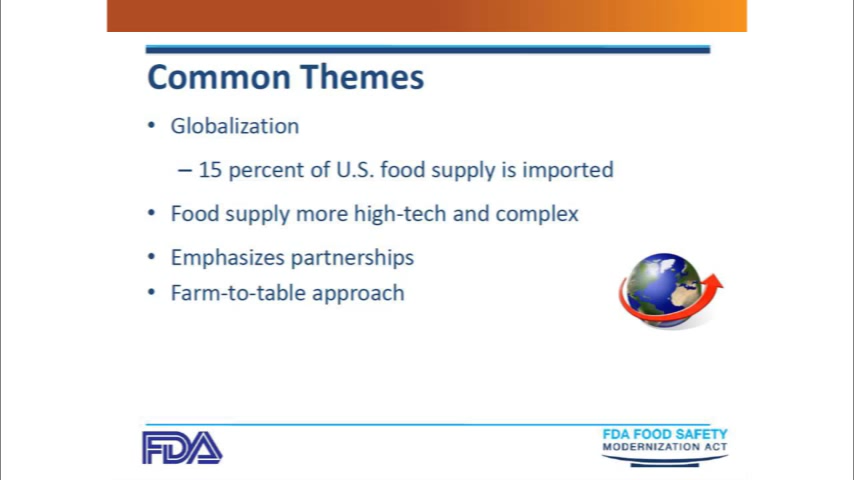 Common Themes
• Globalization
– 15 percent of U.S. food supply is imported
• Food supply more high-tech and complex
• Emphasizes partnerships
• Farm-to-table approach
FDA
FDA FOOD SAFETY
MODERNIZATION ACT